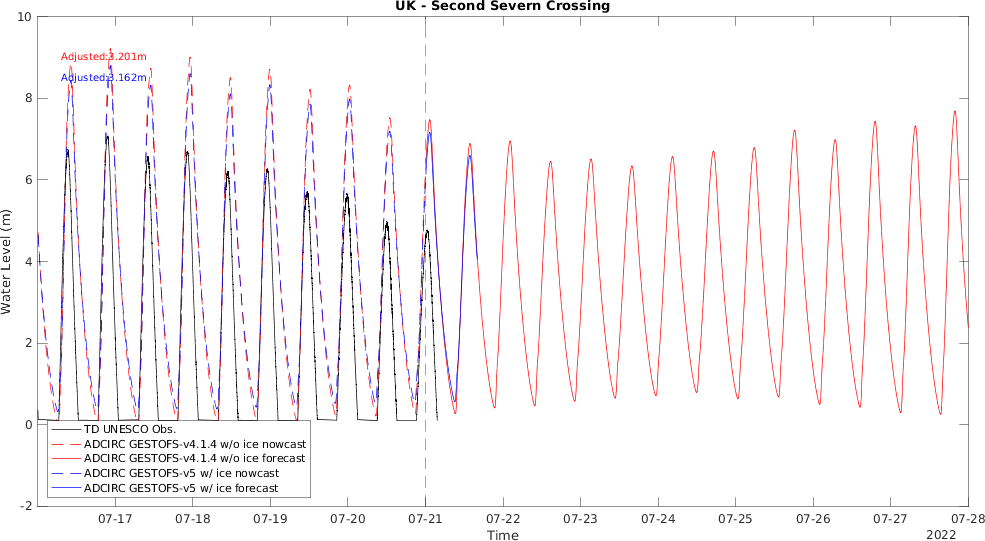 UK - Second Severn Crossing
10
8
6
4
2
0
-2
Water Level (m)
Adjusted:3.201m
Adjusted:3.162m
TD UNESCO Obs.
ADCIRC GESTOFS-v4.1.4 w/o ice nowcast
ADCIRC GESTOFS-v4.1.4 w/o ice forecast
ADCIRC GESTOFS-v5 w/ ice nowcast
ADCIRC GESTOFS-v5 w/ ice forecast
07-17 07-18 07-19 07-20 07-21 07-22 07-23 07-24 07-25 07-26 07-27 07-28
Time
2022